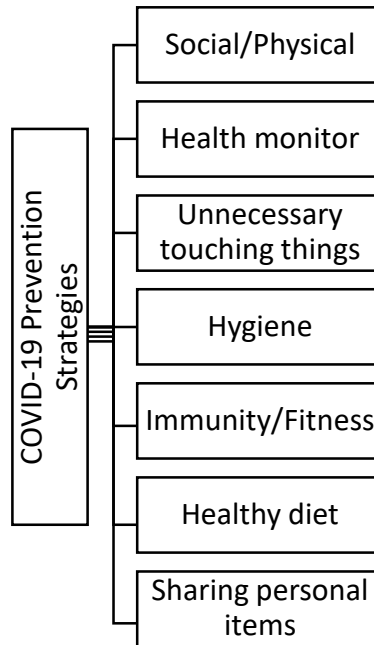 COVID-19 Prevention
Strategies
Social/Physical
Health monitor
Unnecessary
touching things
Hygiene
Immunity/Fitness
Healthy diet
Sharing personal
items